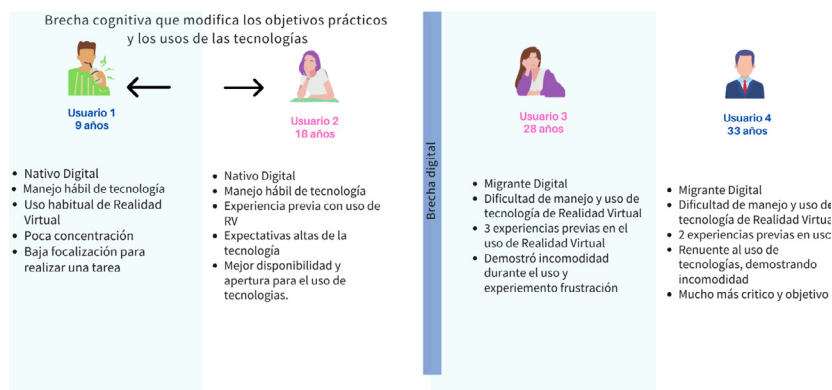 Brecha cognitiva que modifica los objetivos prácticos
y los usos de las tecnologías
Usuario 1
9 años
• Nativo Digital
• Manejo hábil de tecnología
• Uso habitual de Realidad
Virtual
• Poca concentración
• Baja focalización para
realizar una tarea
Usuario 2
18 años
• Nativo Digital
• Manejo hábil de tecnología
• Experiencia previa con uso de
RV
• Expectativas altas de la
tecnología
• Mejor disponibilidad y
apertura para el uso de
tecnologias.
Brecha digital
Usuario 3
28 años
• Migrante Digital
• Dificultad de manejo y uso de
tecnología de Realidad Virtual
• 3 experiencias previas en el
uso de Realidad Virtual
• Demostró incomodidad
durante el uso y
experiemento frustración
Usuario 4
33 años
• Migrante Digital
• Dificultad de manejo y uso de
tecnología de Realidad Virtua
• 2 experiencias previas en uso
• Renuente al uso de
tecnologías, demostrando
incomodidad
• Mucho más critico y objetivo